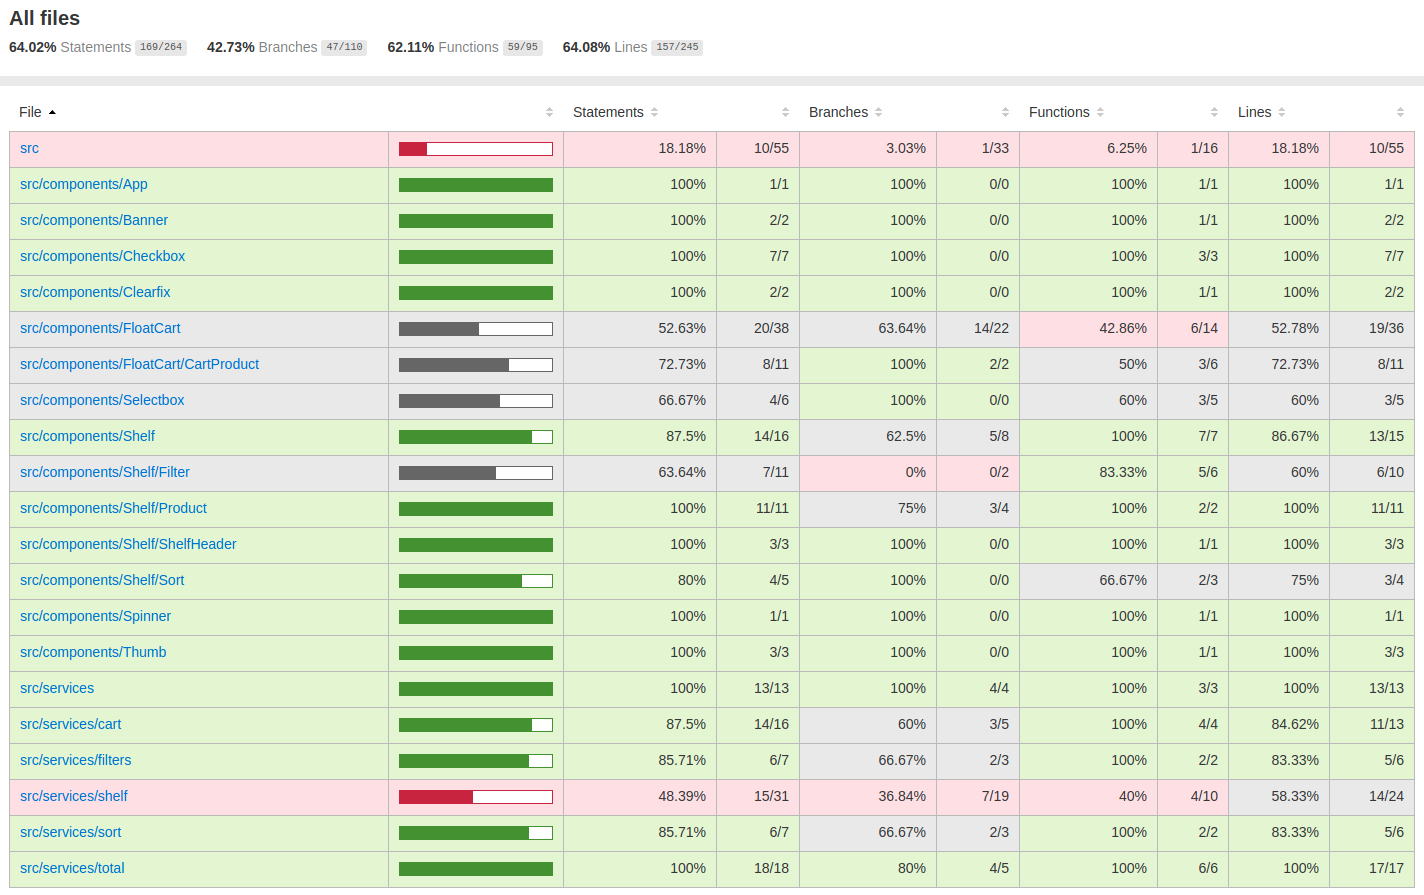 All files
64.02% Statements 169/264 42.73% Branches 47/110 62.11% Functions 59/95 64.08% Lines 157/245
File Statements Branches Functions Lines
src 18.18% 10/55 3.03% 1/33 6.25% 1/16 18.18% 10/55
src/components/App 100% 1/1 100% 0/0 100% 1/1 100% 1/1
src/components/Banner 100% 2/2 100% 0/0 100% 1/1 100% 2/2
src/components/Checkbox 100% 7/7 100% 0/0 100% 3/3 100% 7/7
src/components/Clearfix 100% 2/2 100% 0/0 100% 1/1 100% 2/2
src/components/FloatCart 52.63% 20/38 63.64% 14/22 42.86% 6/14 52.78% 19/36
src/components/FloatCart/CartProduct 72.73% 8/11 100% 2/2 50% 3/6 72.73% 8/11
src/components/Selectbox 66.67% 4/6 100% 0/0 60% 3/5 60% 3/5
src/components/Shelf 87.5% 14/16 62.5% 5/8 100% 7/7 86.67% 13/15
src/components/Shelf/Filter 63.64% 7/11 0% 0/2 83.33% 5/6 60% 6/10
src/components/Shelf/Product 100% 11/11 75% 3/4 100% 2/2 100% 11/11
src/components/Shelf/ShelfHeader 100% 3/3 100% 0/0 100% 1/1 100% 3/3
src/components/Shelf/Sort 80% 4/5 100% 0/0 66.67% 2/3 75% 3/4
src/components/Spinner 100% 1/1 100% 0/0 100% 1/1 100% 1/1
src/components/Thumb 100% 3/3 100% 0/0 100% 1/1 100% 3/3
src/services 100% 13/13 100% 4/4 100% 3/3 100% 13/13
src/services/cart 87.5% 14/16 60% 3/5 100% 4/4 84.62% 11/13
src/services/filters 85.71% 6/7 66.67% 2/3 100% 2/2 83.33% 5/6
src/services/shelf 48.39% 15/31 36.84% 7/19 40% 4/10 58.33% 14/24
src/services/sort 85.71% 6/7 66.67% 2/3 100% 2/2 83.33% 5/6
src/services/total 100% 18/18 80% 4/5 100% 6/6 100% 17/17